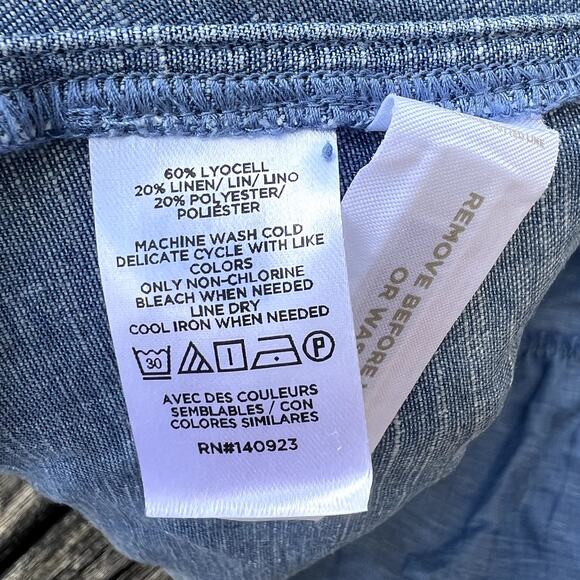 60% LYOCELL
20% LINEN/ LIN/ LINO
20% POLYESTER/
POLIÉSTER
MACHINE WASH COLD
DELICATE CYCLE WITH LIKE
COLORS
ONLY NON-CHLORINE
BLEACH WHEN NEEDED
LINE DRY
COOL IRON WHEN NEEDED
30
P
AVEC DES COULEURS
SEMBLABLES / CON
COLORES SIMILARES
RN#140923
LINE
REMOVE BEFORE
OR